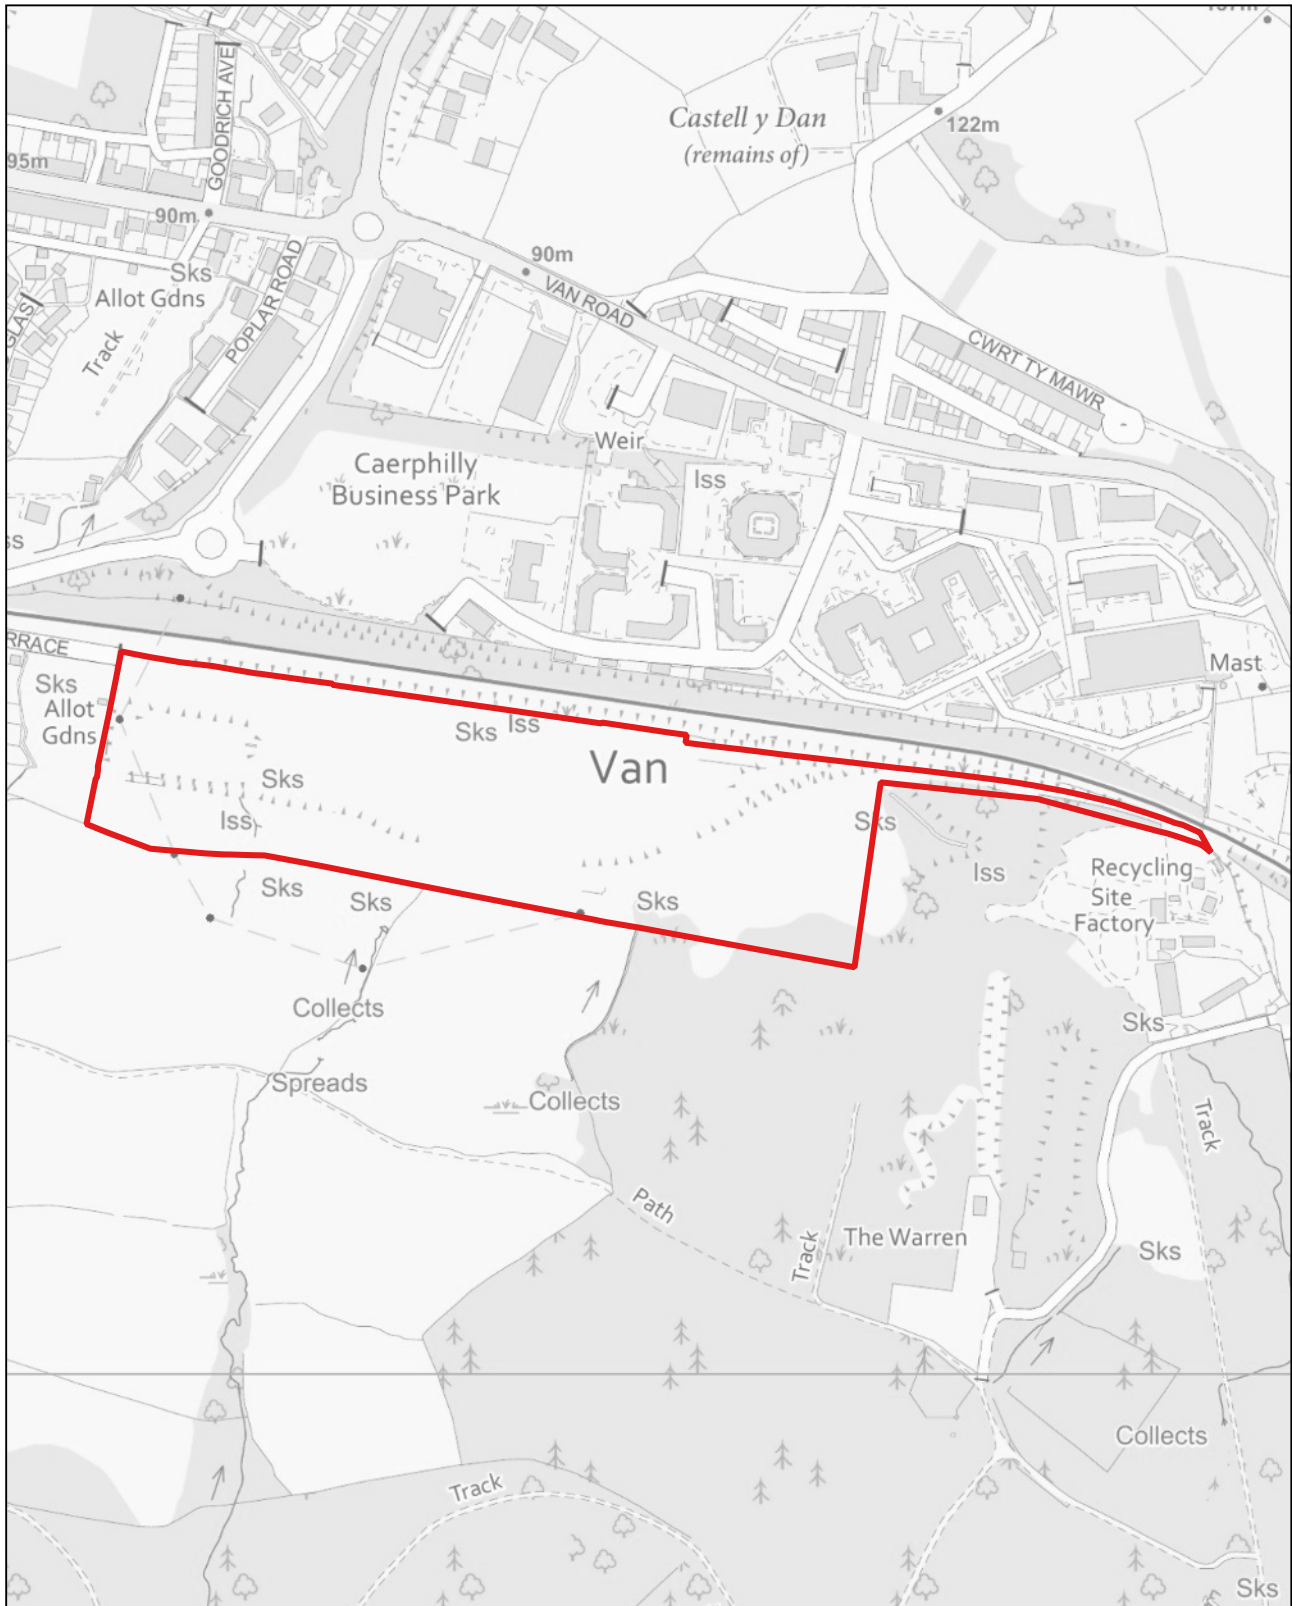 Castell y Dan
(remains of)
122m
95m
GOODRICH AVE
90m
Sks
Allot Gdns
POPLAR ROAD
Track
90m
VAN ROAD
CWRT TY MAWR
Weir
Iss
Caerphilly
Business Park
Mast
Sks
Allot
Gdns
Sks
Iss
Van
Sks
Iss
Sks
Sks
Sks
Sks
Iss
Recycling
Site
Factory
Collects
Sks
Spreads
Collects
Track
Path
The Warren
Track
Sks
Collects
Track
Sks